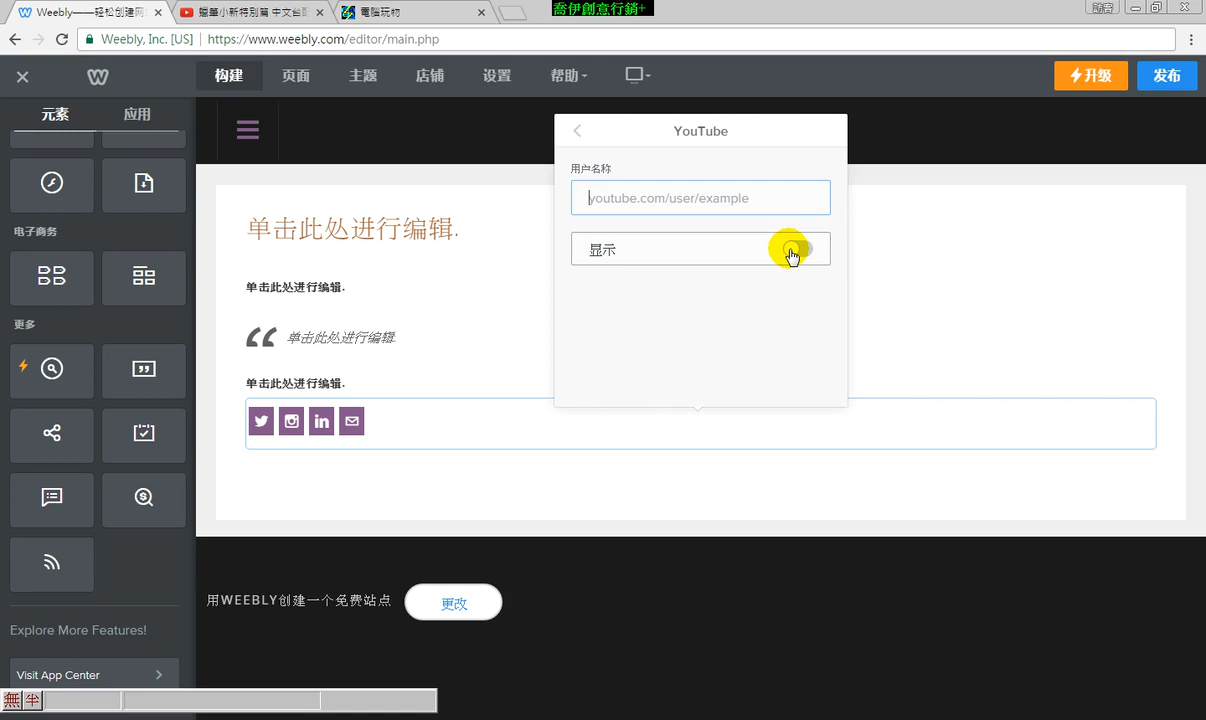 喬伊創意行銷+
Weebly——轻松创建网
蠟筆小新特別篇 中文台配
電腦玩物
訪客
Weebly, Inc. [US]
https://www.weebly.com/editor/main.php
构建
页面
主题
店铺
设置
帮助
升级
发布
元素
应用
电子商务
更多
Explore More Features!
Visit App Center
YouTube
用户名称
youtube.com/user/example
显示
单击此处进行编辑.
单击此处进行编辑.
单击此处进行编辑.
单击此处进行编辑.
用WEEBLY创建一个免费站点
更改
無
半